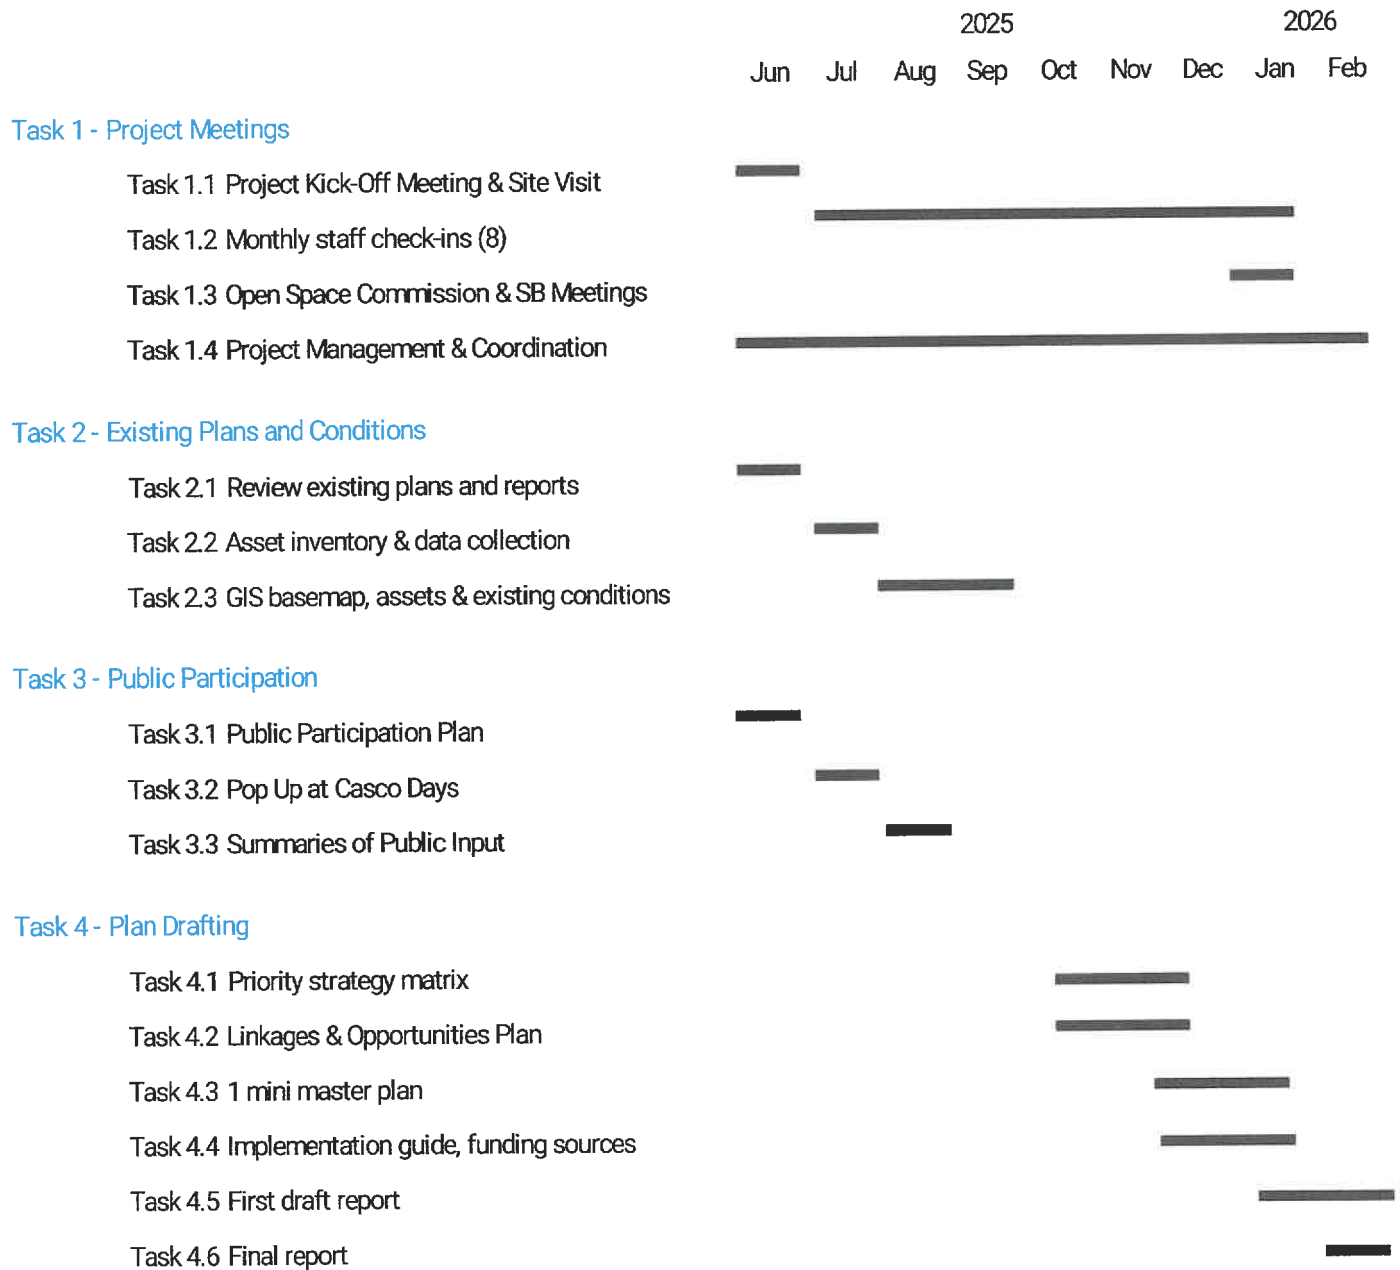 2025 2026
Jun Jul Aug Sep Oct Nov Dec Jan Feb
Task 1 - Project Meetings
Task 1.1 Project Kick-Off Meeting & Site Visit
Task 1.2 Monthly staff check-ins (8)
Task 1.3 Open Space Commission & SB Meetings
Task 1.4 Project Management & Coordination
Task 2 - Existing Plans and Conditions
Task 2.1 Review existing plans and reports
Task 2.2 Asset inventory & data collection
Task 2.3 GIS basemap, assets & existing conditions
Task 3 - Public Participation
Task 3.1 Public Participation Plan
Task 3.2 Pop Up at Casco Days
Task 3.3 Summaries of Public Input
Task 4 - Plan Drafting
Task 4.1 Priority strategy matrix
Task 4.2 Linkages & Opportunities Plan
Task 4.3 1 mini master plan
Task 4.4 Implementation guide, funding sources
Task 4.5 First draft report
Task 4.6 Final report